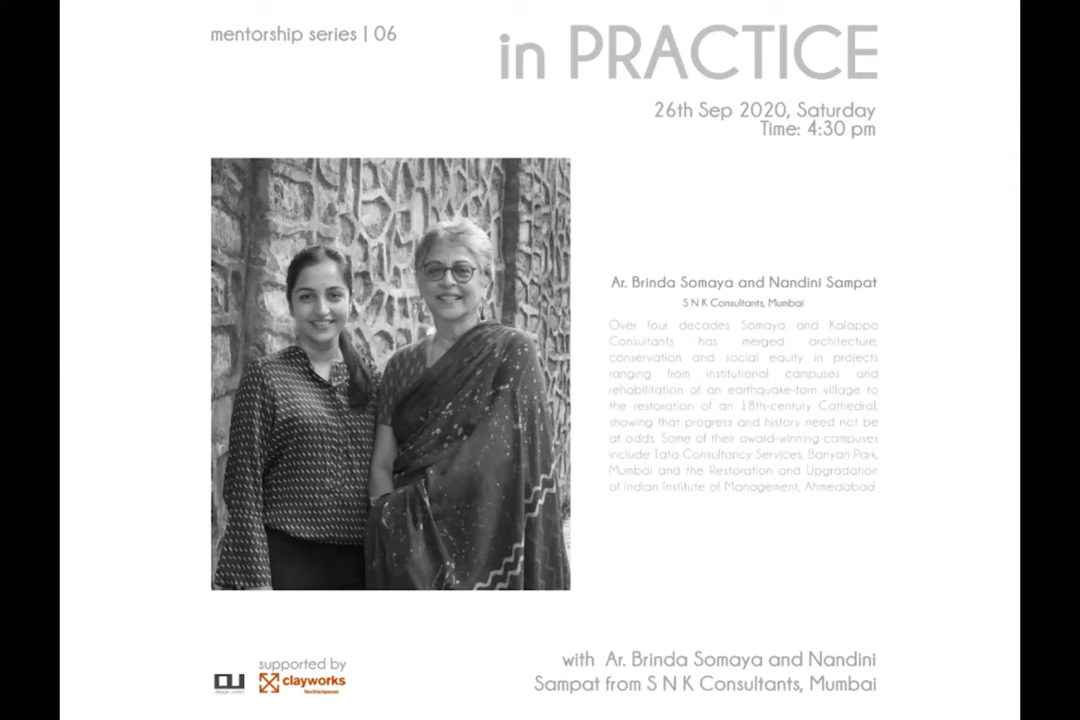 mentorship series | 06
in PRACTICE
26th Sep 2020, Saturday
Time: 4:30 pm
Ar. Brinda Somaya and Nandini Sampat
S N K Consultants, Mumbai
Over four decades Somaya and Kalappa
Consultants has merged architecture,
conservation and social equity in projects
ranging from institutional campuses and
rehabilitation of an earthquake-torn village to
the restoration of an 18th-century Cathedral,
showing that progress and history need not be
at odds. Some of their award-winning campuses
include Tata Consultancy Services, Banyan Park,
Mumbai and the Restoration and Upgradation
of Indian Institute of Management, Ahmedabad
supported by
clayworks
with Ar. Brinda Somaya and Nandini
Sampat from S N K Consultants, Mumbai